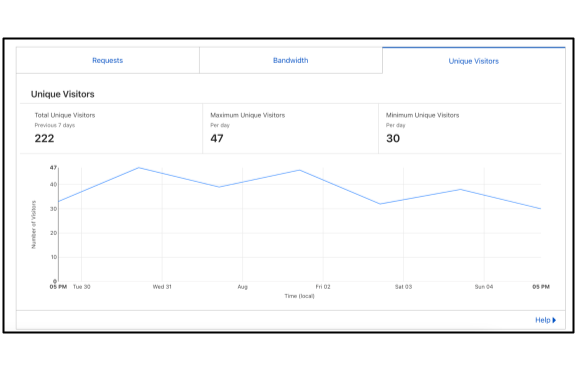 Requests
Bandwidth
Unique Visitors
Unique Visitors
Total Unique Visitors
Previous 7 days
222
Maximum Unique Visitors
Per day
47
Minimum Unique Visitors
Per day
30
Number of Visitors
47
40
30
20
10
0
05 PM
Tue 30
Wed 31
Aug
Fri 02
Sat 03
Sun 04
05 PM
Time (local)
Help